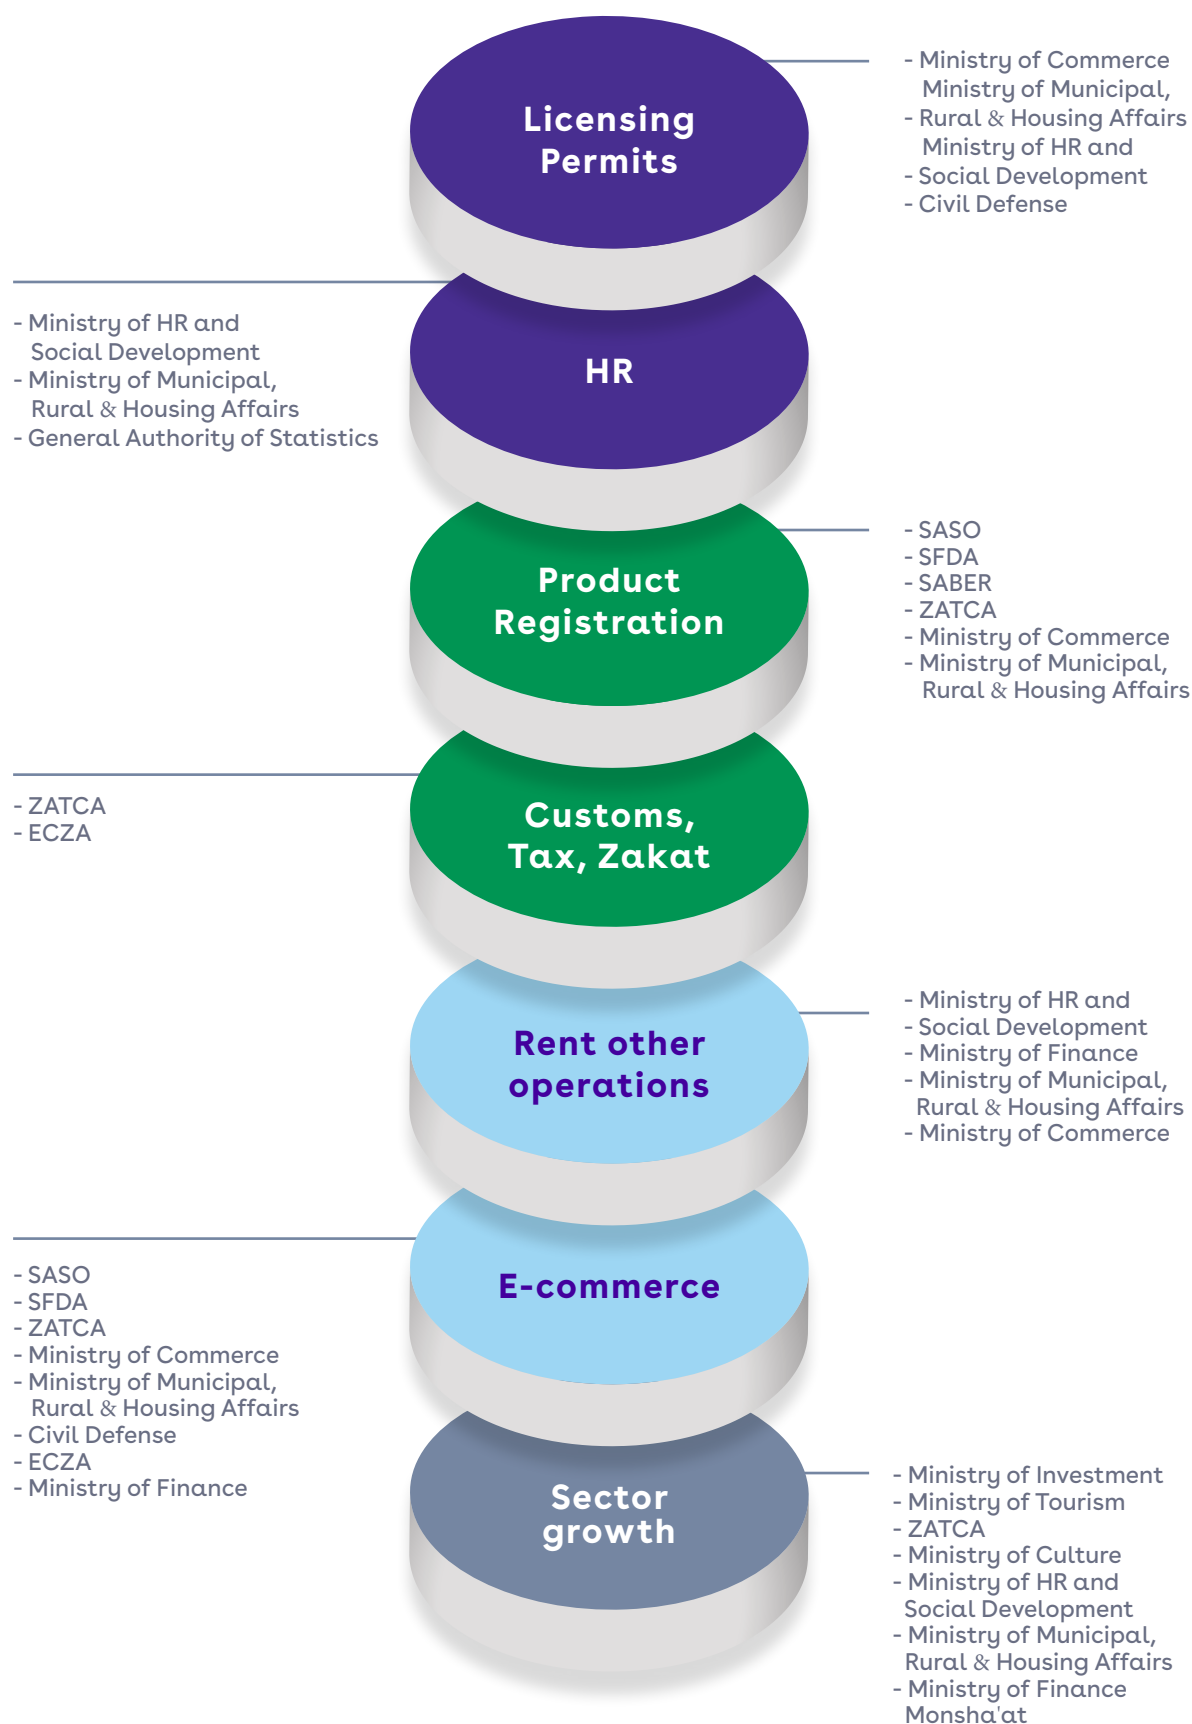 Licensing
Permits
- Ministry of Commerce
Ministry of Municipal,
- Rural & Housing Affairs
Ministry of HR and
- Social Development
- Civil Defense
HR
- Ministry of HR and
Social Development
- Ministry of Municipal,
Rural & Housing Affairs
- General Authority of Statistics
Product
Registration
- SASO
- SFDA
- SABER
- ZATCA
- Ministry of Commerce
- Ministry of Municipal,
Rural & Housing Affairs
Customs,
Tax, Zakat
- ZATCA
- ECZA
Rent other
operations
- Ministry of HR and
- Social Development
- Ministry of Finance
- Ministry of Municipal,
Rural & Housing Affairs
- Ministry of Commerce
E-commerce
- SASO
- SFDA
- ZATCA
- Ministry of Commerce
- Ministry of Municipal,
Rural & Housing Affairs
- Civil Defense
- ECZA
- Ministry of Finance
Sector
growth
- Ministry of Investment
- Ministry of Tourism
- ZATCA
- Ministry of Culture
- Ministry of HR and
Social Development
- Ministry of Municipal,
Rural & Housing Affairs
- Ministry of Finance
Monsha'at